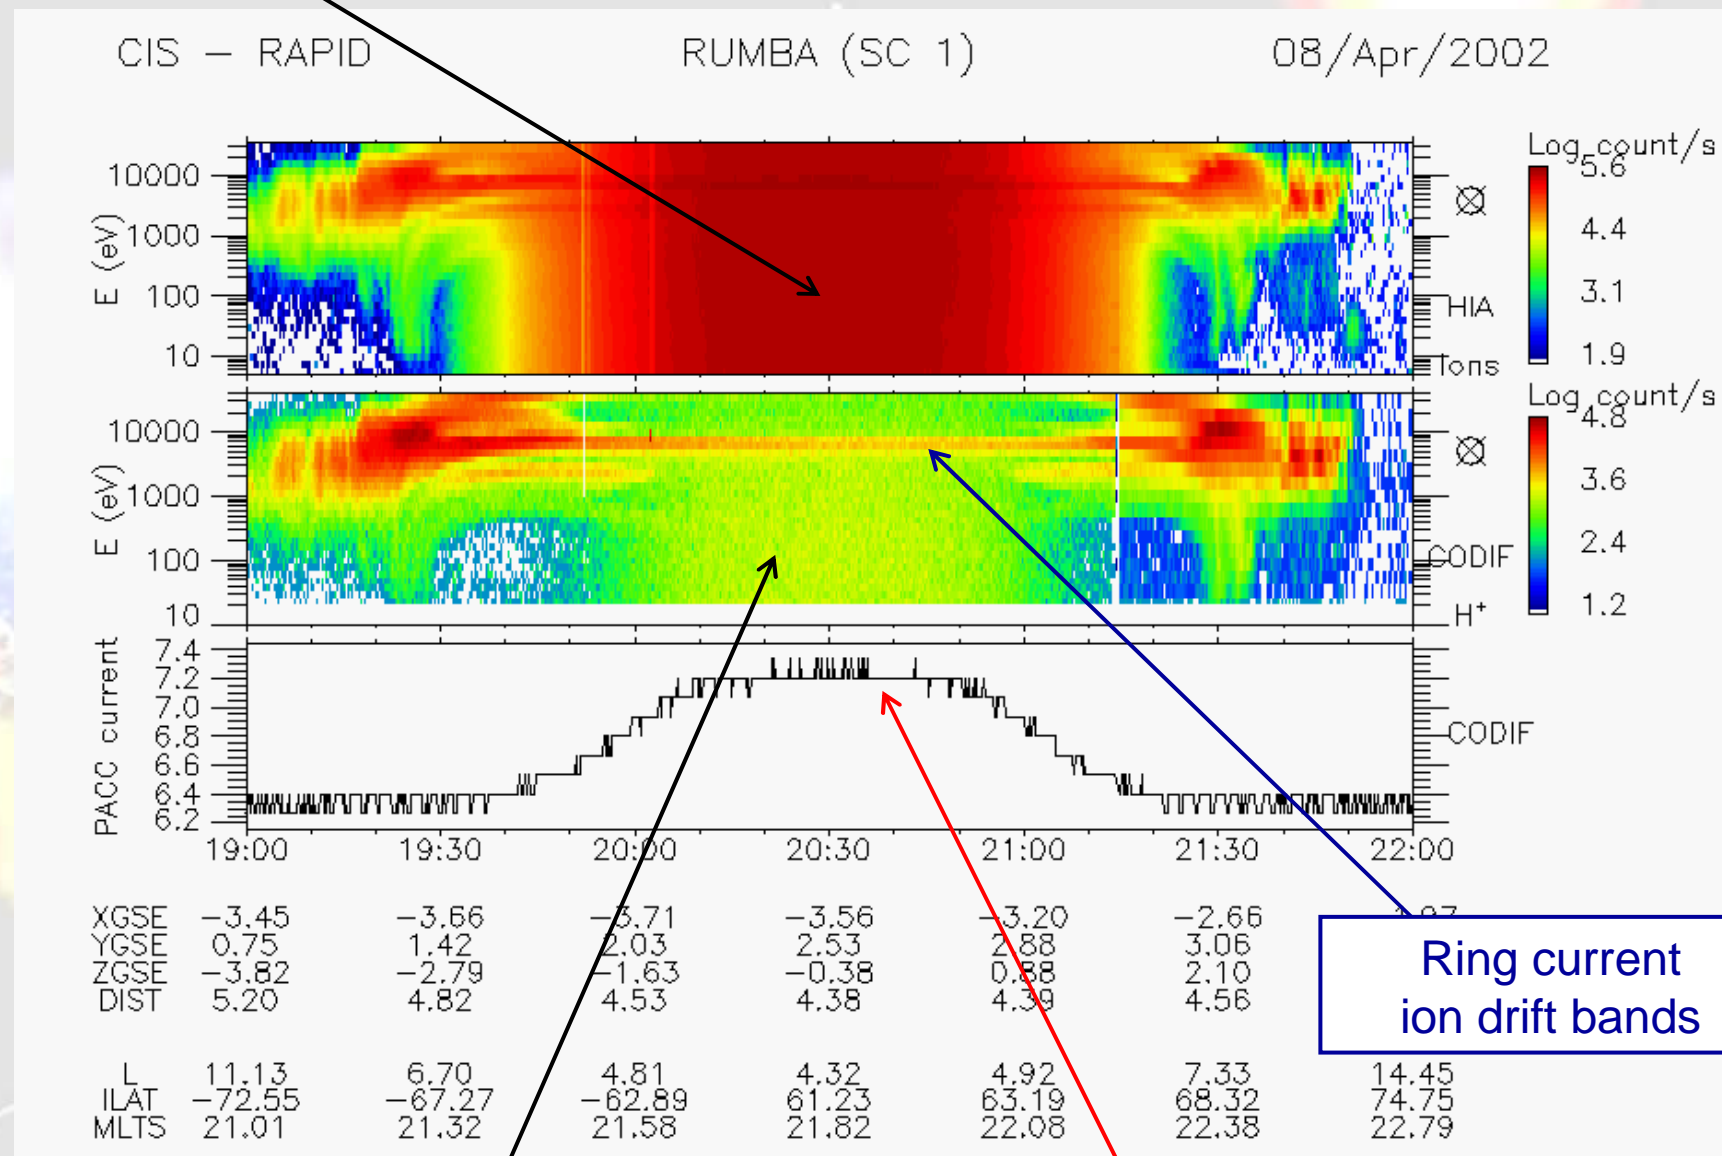 CIS – RAPID RUMBA (SC 1) 08/Apr/2002
Log count/s
5.6
4.4
3.1
1.9
E (eV)
10000
1000
100
10
HIA
Ions
Log count/s
4.8
3.6
2.4
1.2
E (eV)
10000
1000
100
10
CODIF
H+
PACC current
7.4
7.2
7.0
6.8
6.6
6.4
6.2
CODIF
19:00 19:30 20:00 20:30 21:00 21:30 22:00
XGSE −3.45 −3.66 −3.71 −3.56 −3.20 −2.66
YGSE 0.75 1.42 2.03 2.53 2.88 3.06
ZGSE −3.82 −2.79 −1.63 −0.38 0.88 2.10
DIST 5.20 4.82 4.53 4.38 4.39 4.56
Ring current
ion drift bands
L 11.13 6.70 4.81 4.32 4.92 7.33 14.45
ILAT −72.55 −67.27 −62.89 61.23 63.19 68.32 74.75
MLTS 21.01 21.32 21.58 21.82 22.08 22.38 22.79